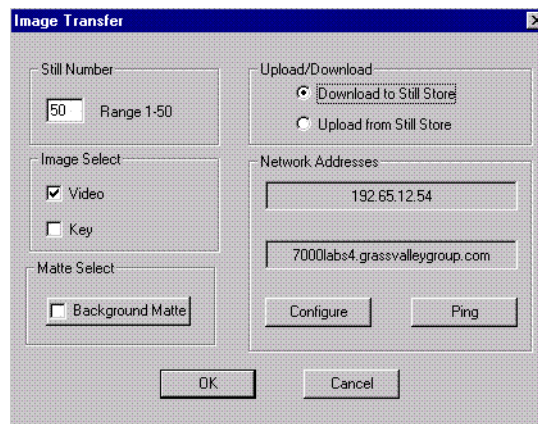 Image Transfer
Still Number
50 Range 1-50
Upload/Download
Download to Still Store
Upload from Still Store
Image Select
Video
Key
Matte Select
Background Matte
Network Addresses
192.65.12.54
7000labs4.grassvalleygroup.com
Configure Ping
OK Cancel